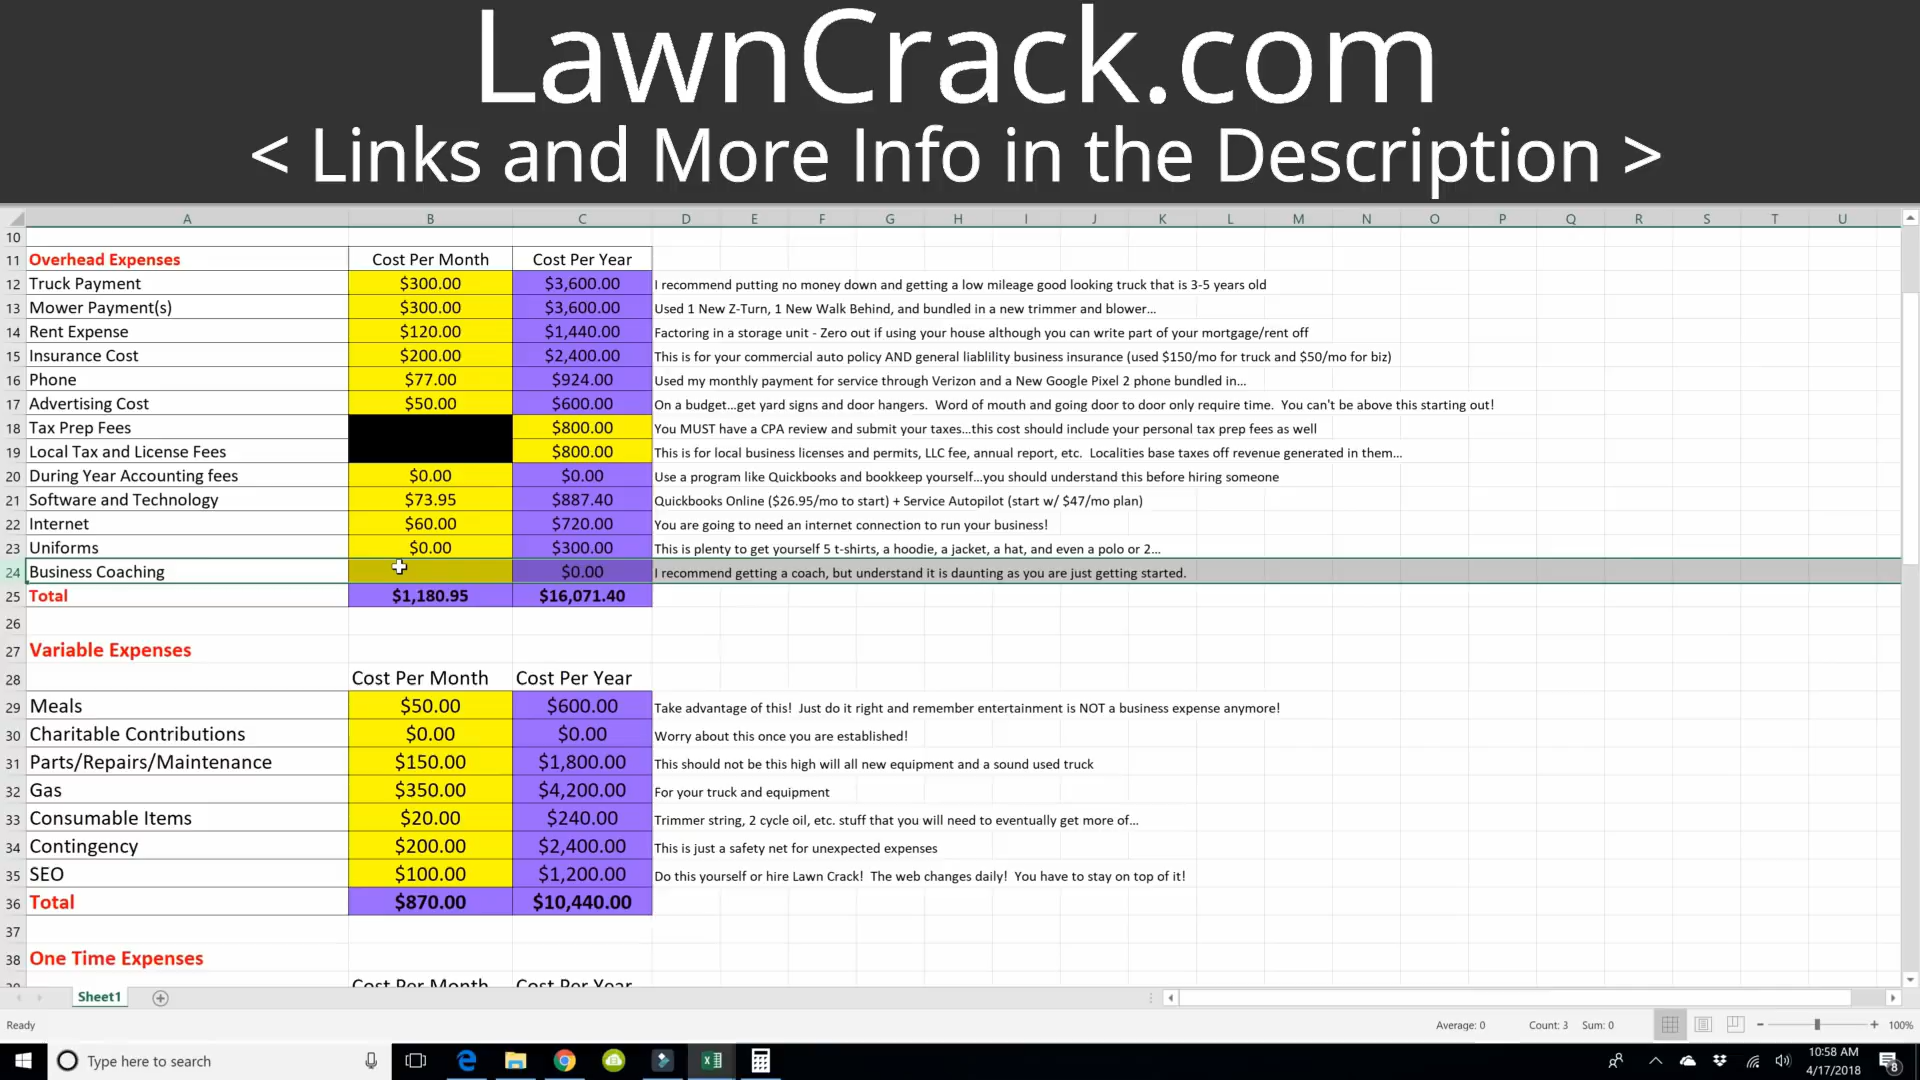 LawnCrack.com
< Links and More Info in the Description >
A B C D E F G H I J K L M N O P Q R S T U
10
11 Overhead Expenses Cost Per Month Cost Per Year
12 Truck Payment $300.00 $3,600.00 I recommend putting no money down and getting a low mileage good looking truck that is 3-5 years old
13 Mower Payment(s) $300.00 $3,600.00 Used 1 New Z-Turn, 1 New Walk Behind, and bundled in a new trimmer and blower...
14 Rent Expense $120.00 $1,440.00 Factoring in a storage unit - Zero out if using your house although you can write part of your mortgage/rent off
15 Insurance Cost $200.00 $2,400.00 This is for your commercial auto policy AND general liablility business insurance (used $150/mo for truck and $50/mo for biz)
16 Phone $77.00 $924.00 Used my monthly payment for service through Verizon and a New Google Pixel 2 phone bundled in...
17 Advertising Cost $50.00 $600.00 On a budget...get yard signs and door hangers. Word of mouth and going door to door only require time. You can't be above this starting out!
18 Tax Prep Fees $800.00 You MUST have a CPA review and submit your taxes...this cost should include your personal tax prep fees as well
19 Local Tax and License Fees $800.00 This is for local business licenses and permits, LLC fee, annual report, etc. Localities base taxes off revenue generated in them...
20 During Year Accounting fees $0.00 $0.00 Use a program like Quickbooks and bookkeep yourself...you should understand this before hiring someone
21 Software and Technology $73.95 $887.40 Quickbooks Online ($26.95/mo to start) + Service Autopilot (start w/ $47/mo plan)
22 Internet $60.00 $720.00 You are going to need an internet connection to run your business!
23 Uniforms $0.00 $300.00 This is plenty to get yourself 5 t-shirts, a hoodie, a jacket, a hat, and even a polo or 2...
24 Business Coaching $0.00 I recommend getting a coach, but understand it is daunting as you are just getting started.
25 Total $1,180.95 $16,071.40
26
27 Variable Expenses
28 Cost Per Month Cost Per Year
29 Meals $50.00 $600.00 Take advantage of this! Just do it right and remember entertainment is NOT a business expense anymore!
30 Charitable Contributions $0.00 $0.00 Worry about this once you are established!
31 Parts/Repairs/Maintenance $150.00 $1,800.00 This should not be this high will all new equipment and a sound used truck
32 Gas $350.00 $4,200.00 For your truck and equipment
33 Consumable Items $20.00 $240.00 Trimmer string, 2 cycle oil, etc. stuff that you will need to eventually get more of...
34 Contingency $200.00 $2,400.00 This is just a safety net for unexpected expenses
35 SEO $100.00 $1,200.00 Do this yourself or hire Lawn Crack! The web changes daily! You have to stay on top of it!
36 Total $870.00 $10,440.00
37
38 One Time Expenses
39 Cost Per Month Cost Per Year
Sheet1
Ready Average: 0 Count: 3 Sum: 0 100%
Type here to search 10:58 AM
4/17/2018 8